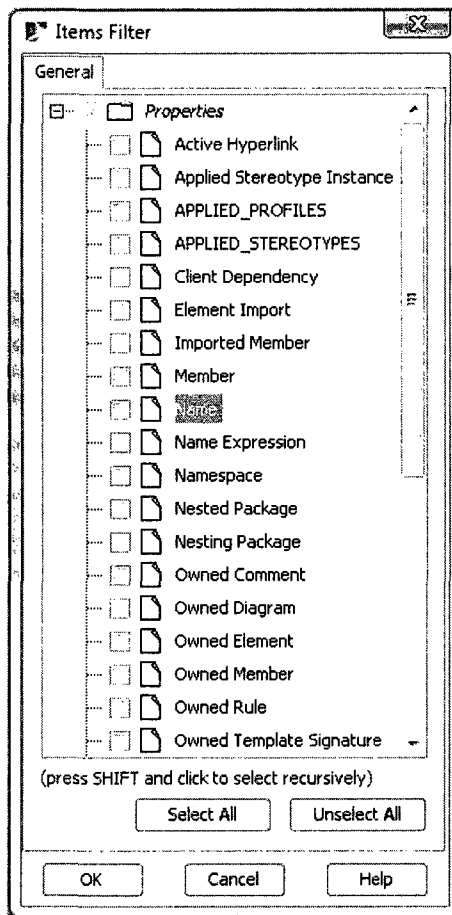 Items Filter
General
Properties
Active Hyperlink
Applied Stereotype Instance
APPLIED_PROFILES
APPLIED_STEREOTYPES
Client Dependency
Element Import
Imported Member
Member
Name
Name Expression
Namespace
Nested Package
Nesting Package
Owned Comment
Owned Diagram
Owned Element
Owned Member
Owned Rule
Owned Template Signature
(press SHIFT and click to select recursively)
Select All Unselect All
OK Cancel Help